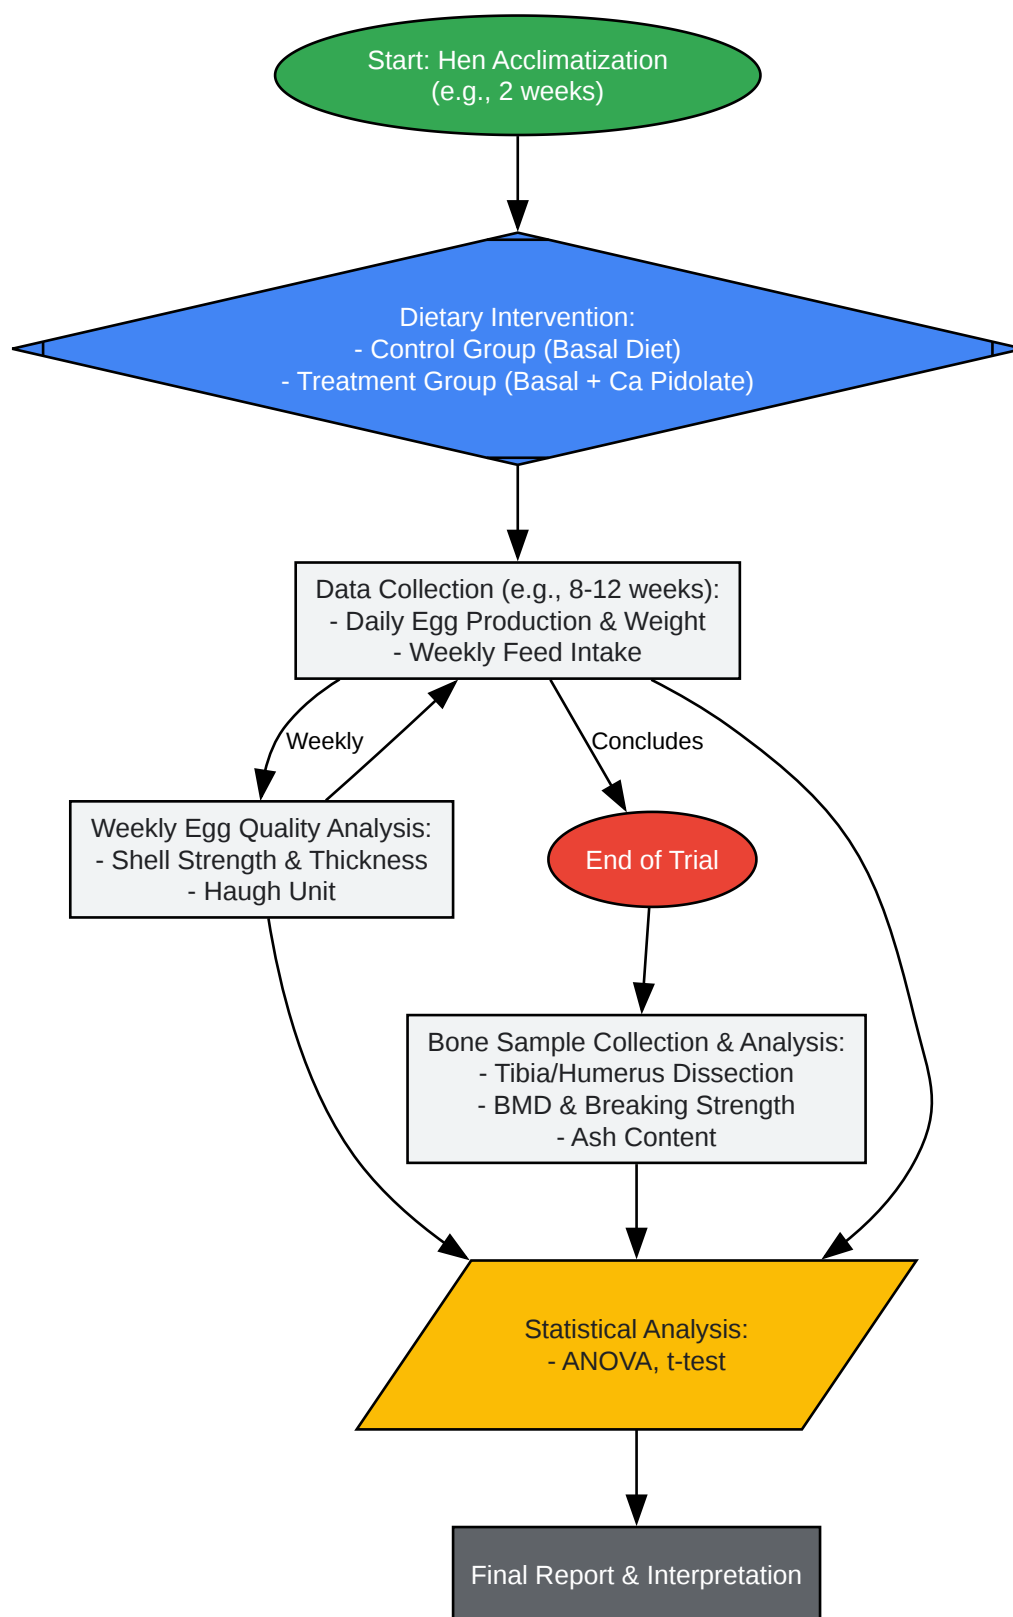 Start: Hen Acclimatization
(e.g., 2 weeks)
Dietary Intervention:
- Control Group (Basal Diet)
- Treatment Group (Basal + Ca Pidolate)
Data Collection (e.g., 8-12 weeks):
- Daily Egg Production & Weight
- Weekly Feed Intake
Weekly
Concludes
Weekly Egg Quality Analysis:
- Shell Strength & Thickness
- Haugh Unit
End of Trial
Bone Sample Collection & Analysis:
- Tibia/Humerus Dissection
- BMD & Breaking Strength
- Ash Content
Statistical Analysis:
- ANOVA, t-test
Final Report & Interpretation